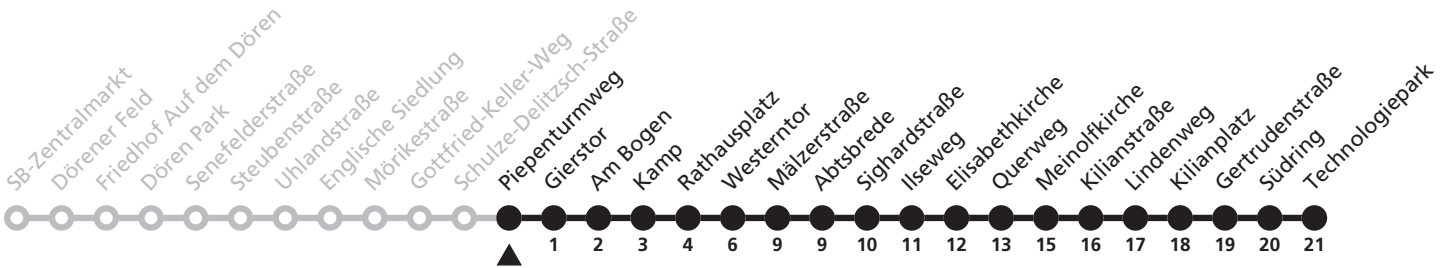 SB-Zentralmarkt
Dörener Feld
Friedhof Auf dem Dören
Dören Park
Senefelderstraße
Steubenstraße
Uhlandstraße
Englische Siedlung
Mörikestraße
Gottfried-Keller-Weg
Schulze-Delitzsch-Straße
Piepenturmweg
Gierstor
Am Bogen
Kamp
Rathausplatz
Westerntor
Mälzerstraße
Abtsbrede
Sighardstraße
Ilseweg
Elisabethkirche
Querweg
Meinolfkirche
Kilianstraße
Lindenweg
Kilianplatz
Gertrudenstraße
Südring
Technologiepark
1 2 3 4 6 9 9 10 11 12 13 15 16 17 18 19 20 21